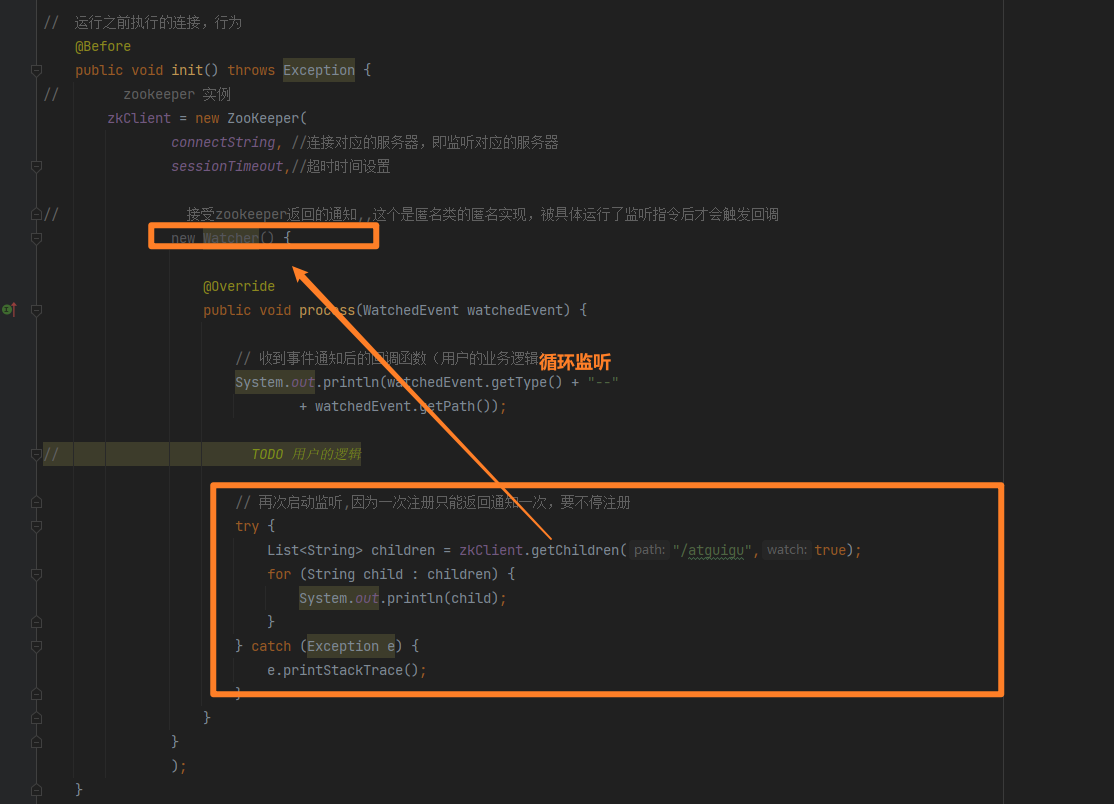 // 运行之前执行的连接，行为
@Before
public void init() throws Exception {
// zookeeper 实例
zkClient = new ZooKeeper(
connectString, //连接对应的服务器，即监听对应的服务器
sessionTimeout,//超时时间设置
// 接受zookeeper返回的通知,,这个是匿名类的匿名实现，被具体运行了监听指令后才会触发回调
new Watcher() {
@Override
public void process(WatchedEvent watchedEvent) {
// 收到事件通知后的回调函数（用户的业务逻辑
循环监听
System.out.println(watchedEvent.getType() + "--"
+ watchedEvent.getPath());
// TODO 用户的逻辑
// 再次启动监听,因为一次注册只能返回通知一次，要不停注册
try {
List<String> children = zkClient.getChildren( path: "/atguigu", watch: true);
for (String child : children) {
System.out.println(child);
}
} catch (Exception e) {
e.printStackTrace();
}
}
}
);
}